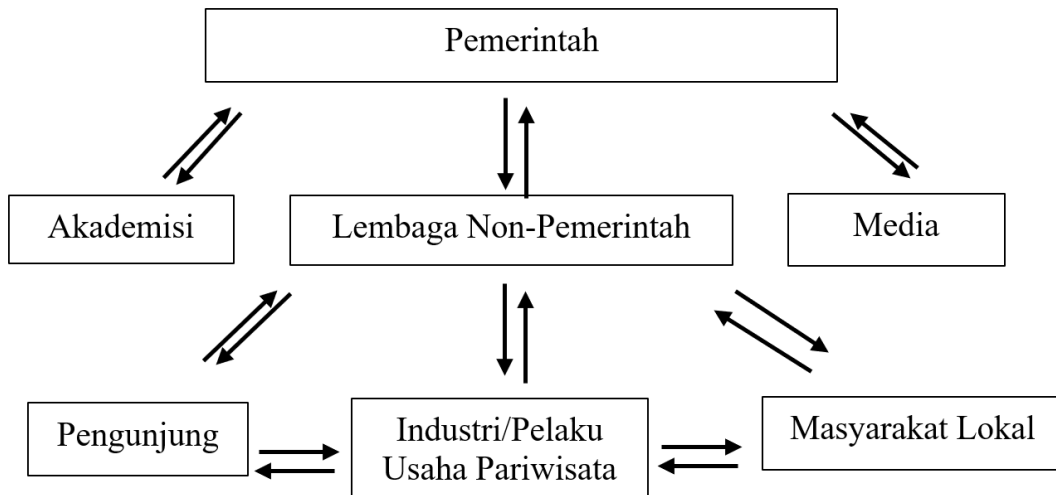 Pemerintah
Akademisi
Lembaga Non-Pemerintah
Media
Pengunjung
Industri/Pelaku
Usaha Pariwisata
Masyarakat Lokal